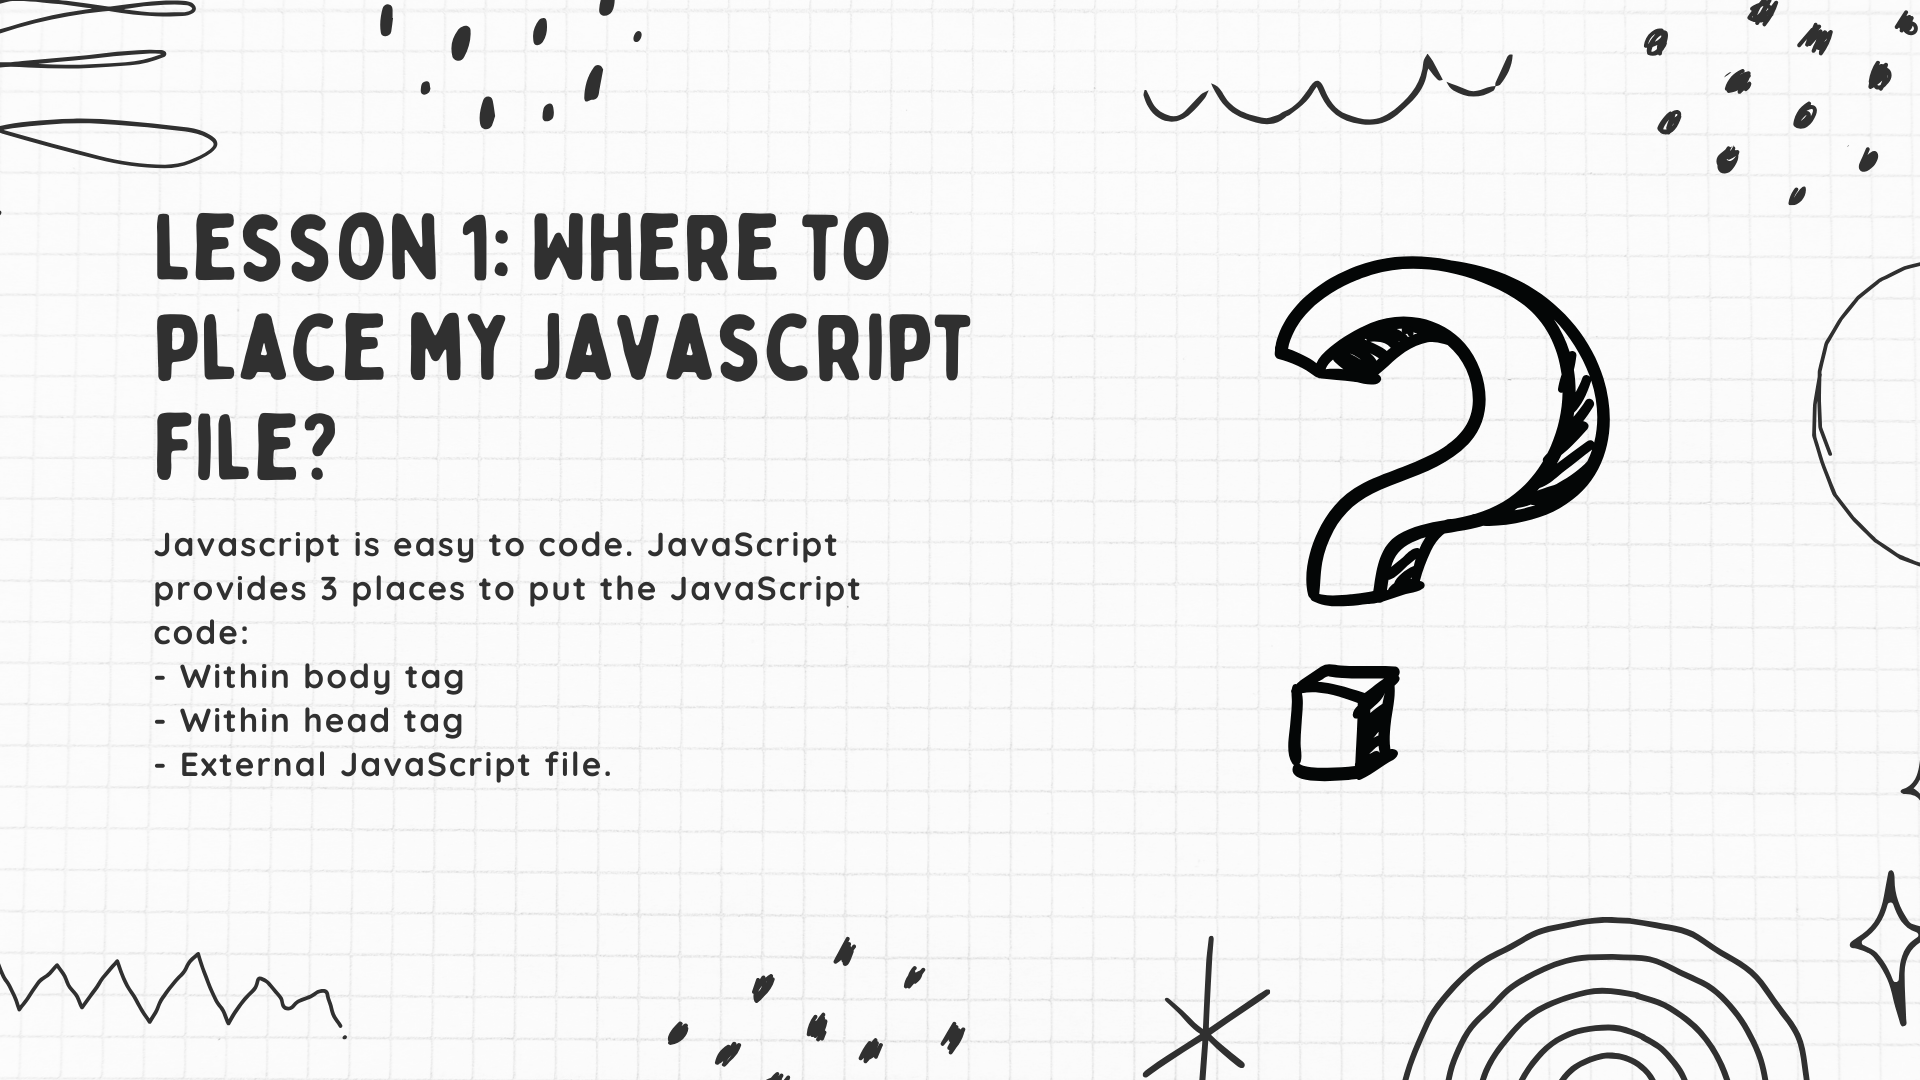 LESSON 1: WHERE TO
PLACE MY JAVASCRIPT
FILE?
Javascript is easy to code. JavaScript
provides 3 places to put the JavaScript
code:
- Within body tag
- Within head tag
- External JavaScript file.
?